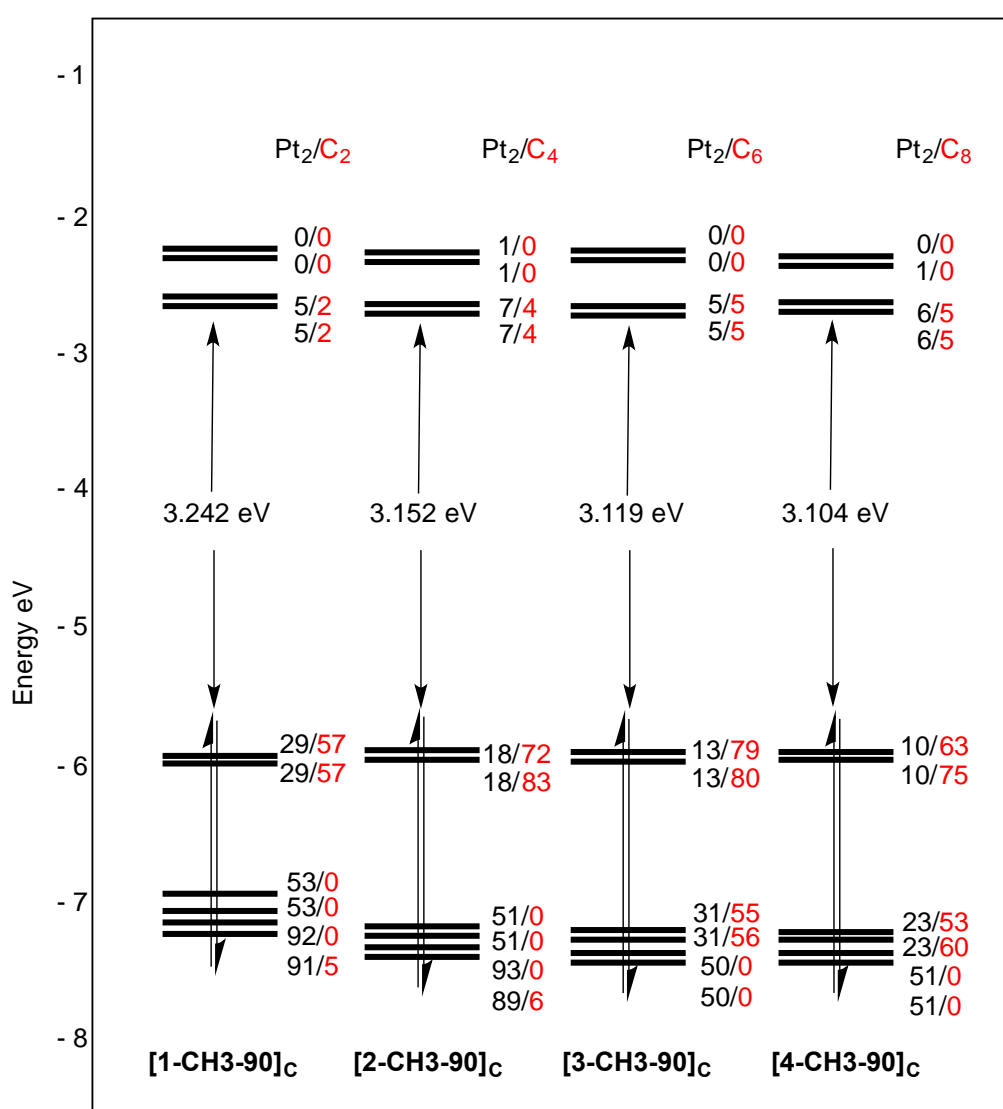 - 1
Pt2/C2 Pt2/C4 Pt2/C6 Pt2/C8
- 2
0/0 1/0 0/0 0/0
0/0 1/0 0/0 1/0
5/2 7/4 5/5 6/5
5/2 7/4 5/5 6/5
- 3
- 4
3.242 eV 3.152 eV 3.119 eV 3.104 eV
- 5
Energy eV
29/57 18/72 13/79 10/63
29/57 18/83 13/80 10/75
- 6
53/0 51/0 31/55 23/53
53/0 51/0 31/56 23/60
92/0 93/0 50/0 51/0
91/5 89/6 50/0 51/0
- 7
- 8
[1-CH3-90]C [2-CH3-90]C [3-CH3-90]C [4-CH3-90]C